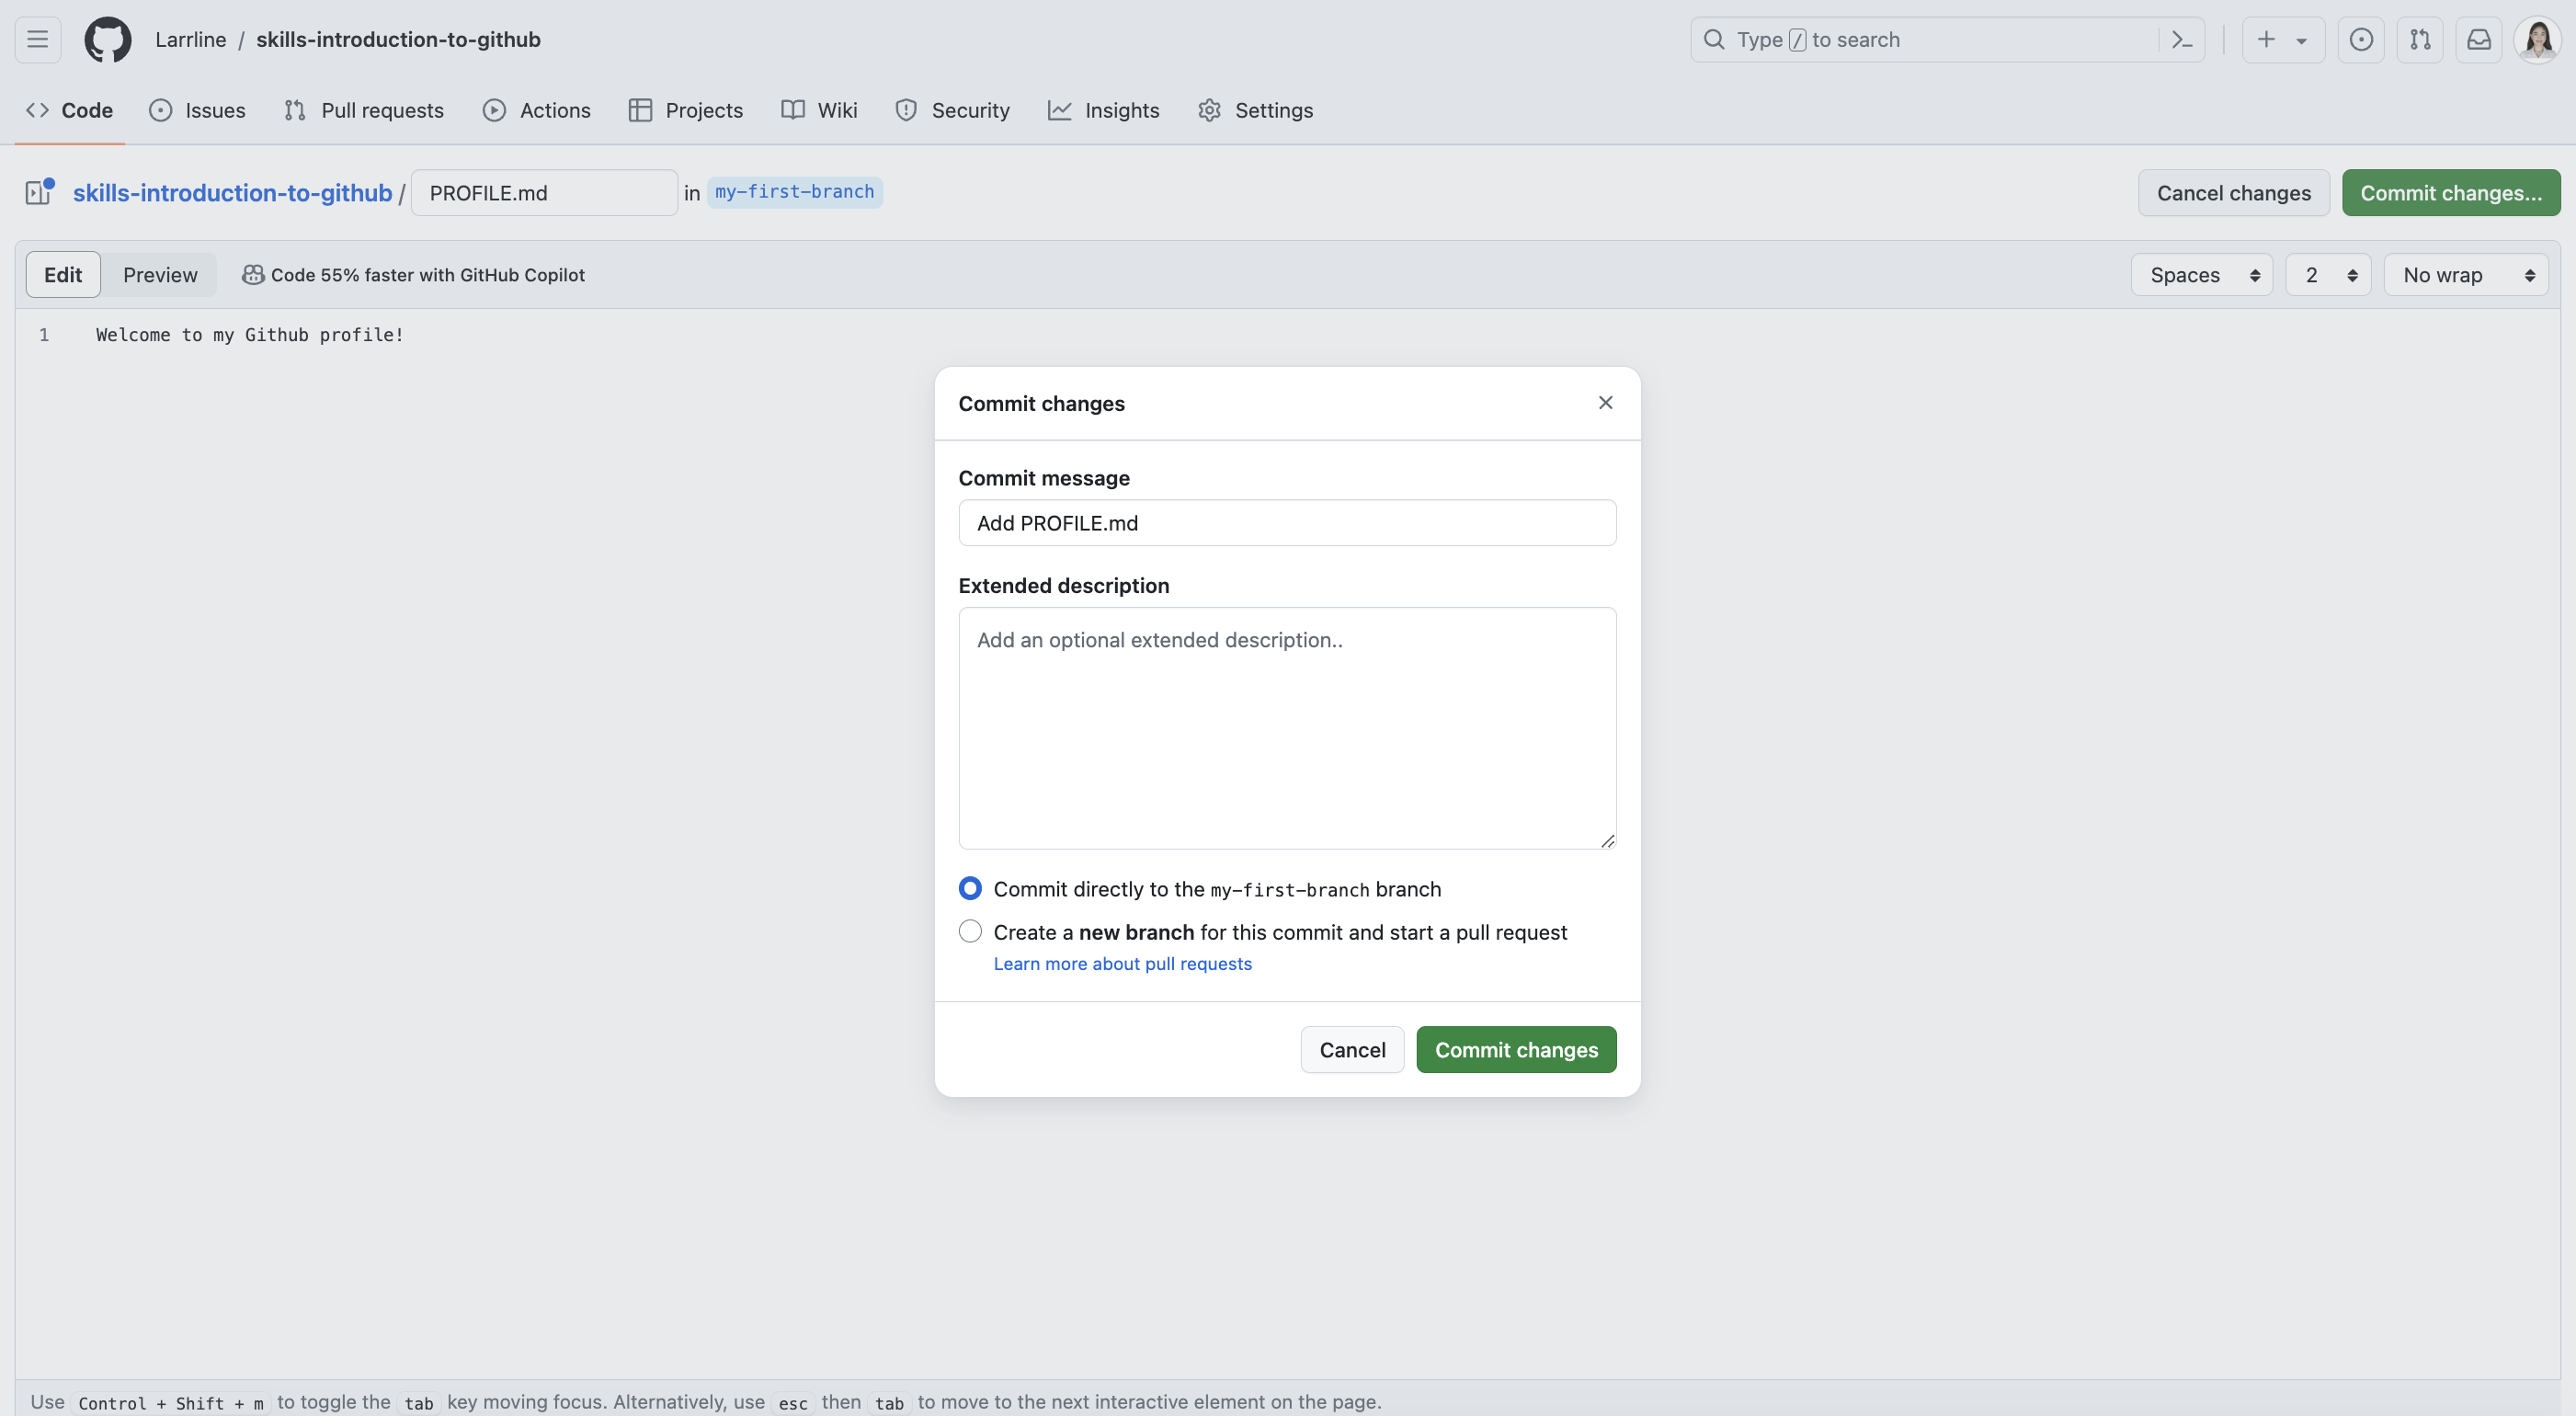 Larrline / skills-introduction-to-github
Type / to search
Code Issues Pull requests Actions Projects Wiki Security Insights Settings
skills-introduction-to-github / PROFILE.md in my-first-branch Cancel changes Commit changes...
Edit Preview Code 55% faster with GitHub Copilot Spaces 2 No wrap
1 Welcome to my Github profile!
Commit changes
Commit message
Add PROFILE.md
Extended description
Add an optional extended description..
Commit directly to the my-first-branch branch
Create a new branch for this commit and start a pull request
Learn more about pull requests
Cancel Commit changes
Use Control + Shift + m to toggle the tab key moving focus. Alternatively, use esc then tab to move to the next interactive element on the page.